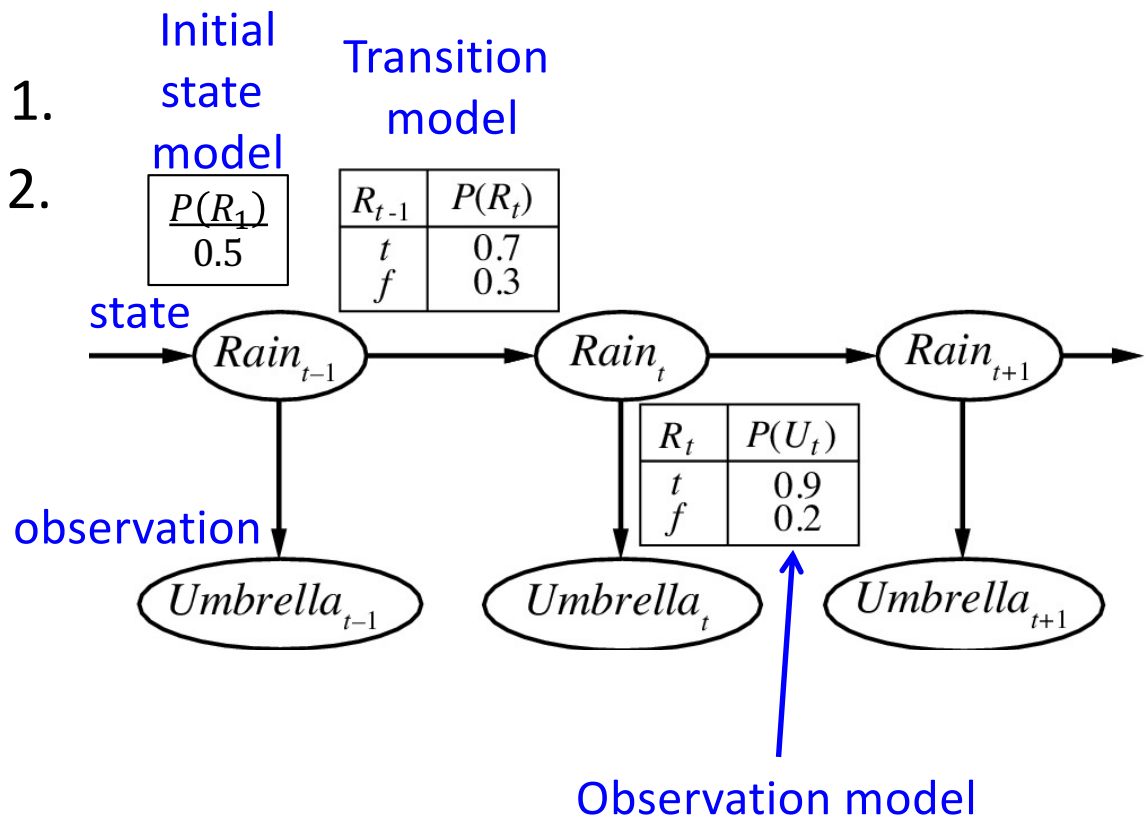 Initial
state
model
Transition
model
1.
2.
P(R₁)
0.5
Rₜ₋₁ P(Rₜ)
t 0.7
f 0.3
state
Rainₜ₋₁ Rainₜ Rainₜ₊₁
Rₜ P(Uₜ)
t 0.9
f 0.2
observation
Umbrellaₜ₋₁ Umbrellaₜ Umbrellaₜ₊₁
Observation model